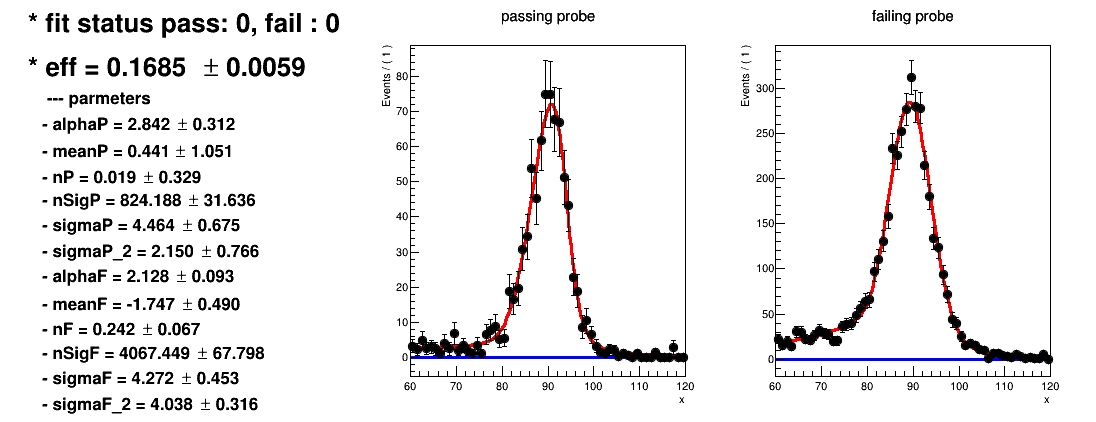 * fit status pass: 0, fail : 0
* eff = 0.1685 ± 0.0059
--- parmeters
- alphaP = 2.842 ± 0.312
- meanP = 0.441 ± 1.051
- nP = 0.019 ± 0.329
- nSigP = 824.188 ± 31.636
- sigmaP = 4.464 ± 0.675
- sigmaP_2 = 2.150 ± 0.766
- alphaF = 2.128 ± 0.093
- meanF = -1.747 ± 0.490
- nF = 0.242 ± 0.067
- nSigF = 4067.449 ± 67.798
- sigmaF = 4.272 ± 0.453
- sigmaF_2 = 4.038 ± 0.316
passing probe
Events / ( 1 )
80
70
60
50
40
30
20
10
0
60 70 80 90 100 110 120
x
failing probe
Events / ( 1 )
300
250
200
150
100
50
0
60 70 80 90 100 110 120
x